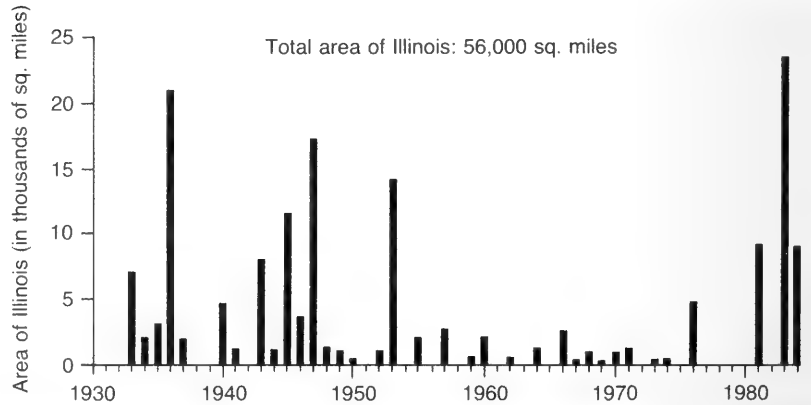 Area of Illinois (in thousands of sq. miles)
Total area of Illinois: 56,000 sq. miles
25
20
15
10
5
0
1930 1940 1950 1960 1970 1980